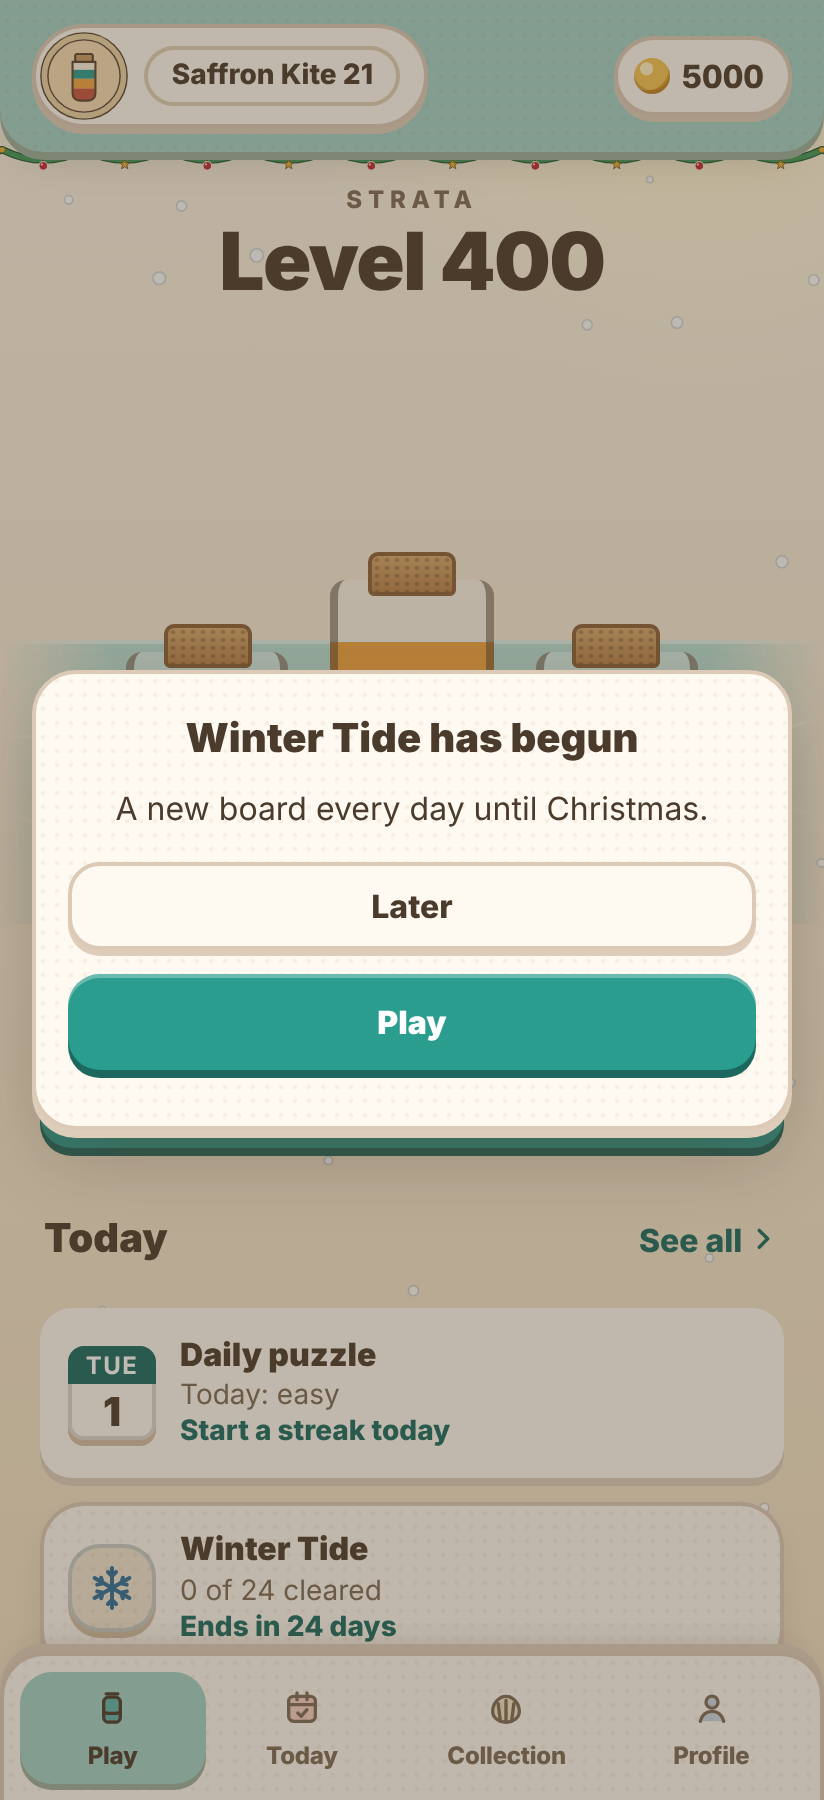 Saffron Kite 21
5000
STRATA
Level 400
Winter Tide has begun
A new board every day until Christmas.
Later
Play
Today
See all
TUE
1
Daily puzzle
Today: easy
Start a streak today
Winter Tide
0 of 24 cleared
Ends in 24 days
Play
Today
Collection
Profile